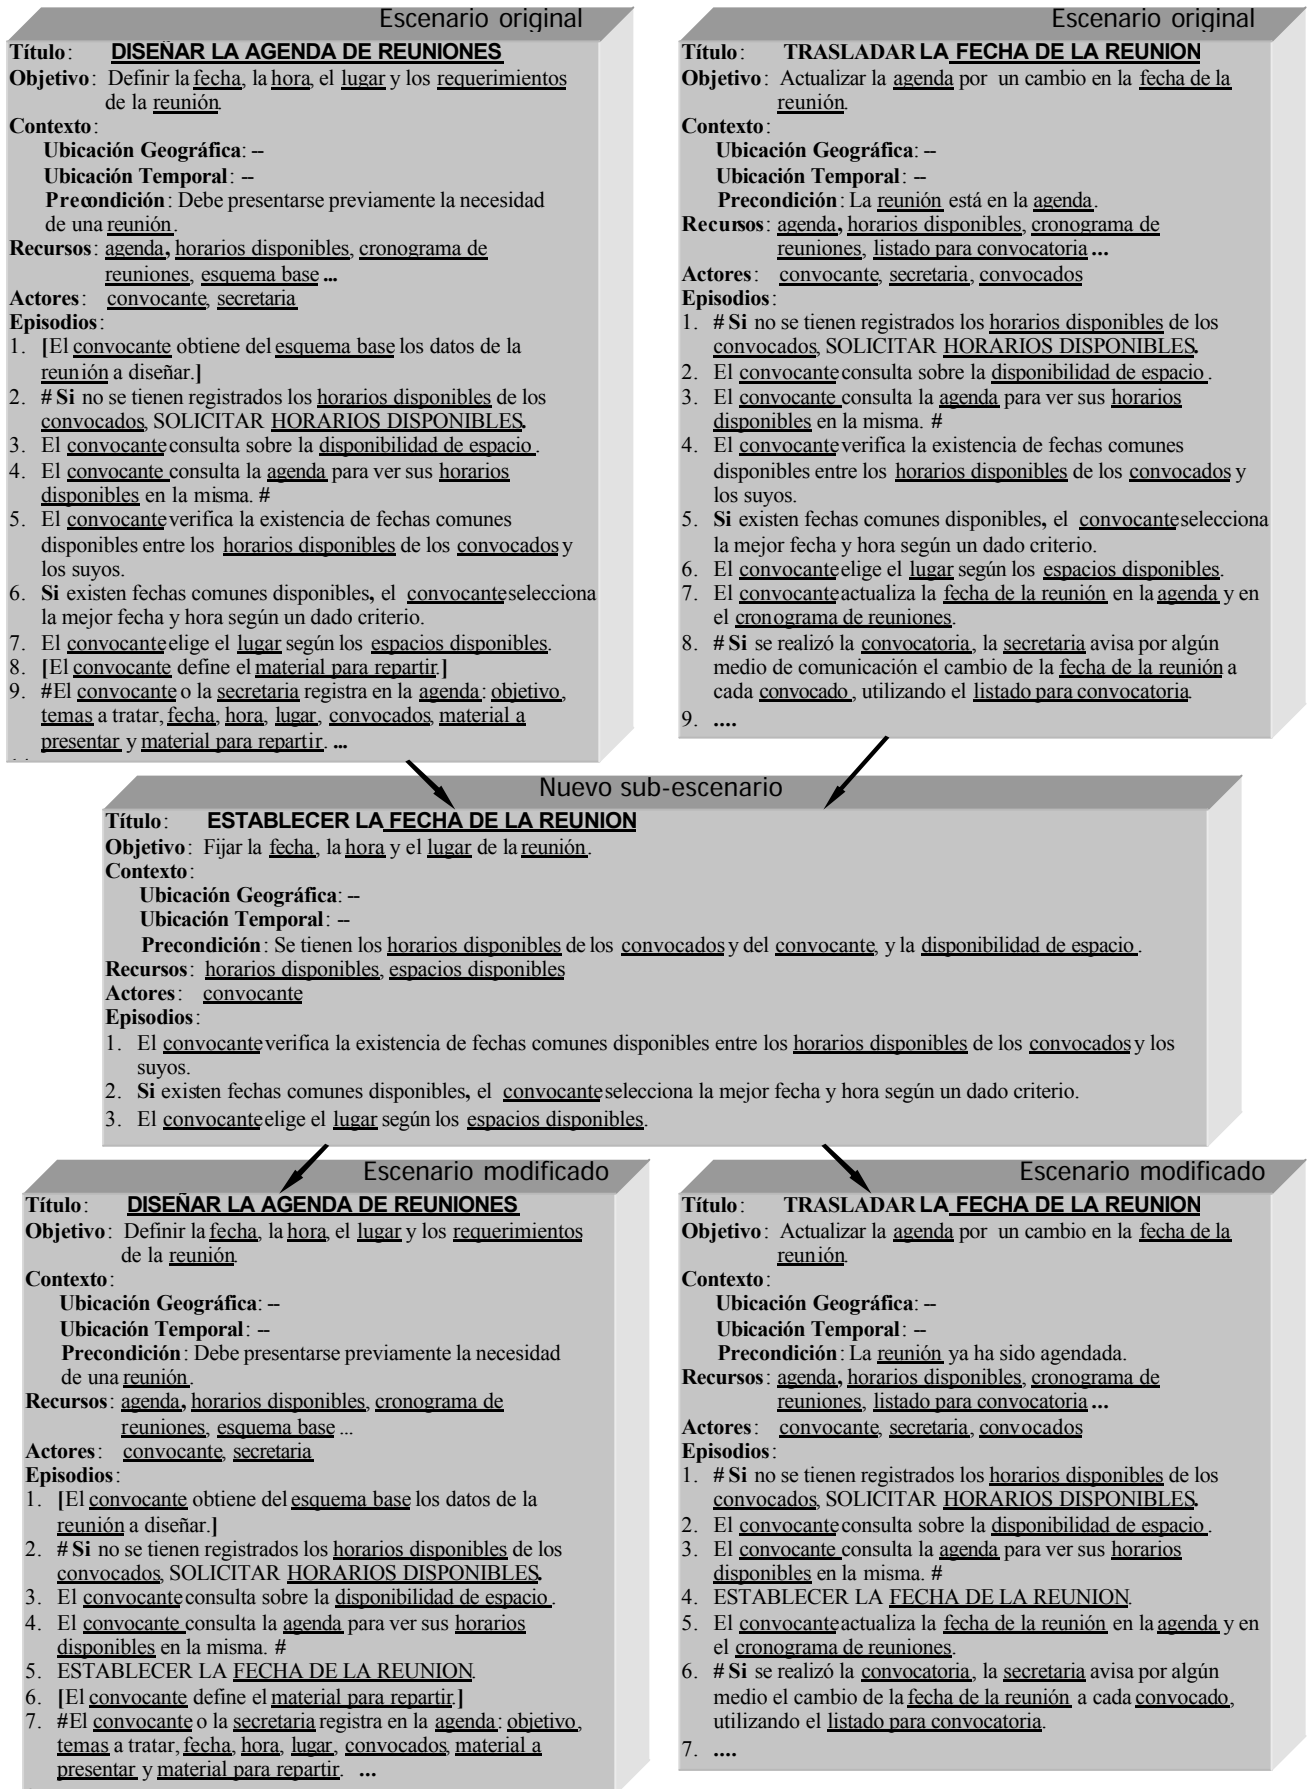 Escenario original
Título: DISEÑAR LA AGENDA DE REUNIONES
Objetivo: Definir la fecha, la hora, el lugar y los requerimientos
de la reunión.
Contexto:
Ubicación Geográfica: --
Ubicación Temporal: --
Precondición: Debe presentarse previamente la necesidad
de una reunión.
Recursos: agenda, horarios disponibles, cronograma de
reuniones, esquema base ...
Actores: convocante, secretaria
Episodios:
1. [El convocante obtiene del esquema base los datos de la
reunión a diseñar.]
2. # Si no se tienen registrados los horarios disponibles de los
convocados, SOLICITAR HORARIOS DISPONIBLES.
3. El convocante consulta sobre la disponibilidad de espacio.
4. El convocante consulta la agenda para ver sus horarios
disponibles en la misma. #
5. El convocante verifica la existencia de fechas comunes
disponibles entre los horarios disponibles de los convocados y
los suyos.
6. Si existen fechas comunes disponibles, el convocante selecciona
la mejor fecha y hora según un dado criterio.
7. El convocante elige el lugar según los espacios disponibles.
8. [El convocante define el material para repartir.]
9. #El convocante o la secretaria registra en la agenda: objetivo,
temas a tratar, fecha, hora, lugar, convocados, material a
presentar y material para repartir. ...
Escenario original
Título: TRASLADAR LA FECHA DE LA REUNION
Objetivo: Actualizar la agenda por un cambio en la fecha de la
reunión.
Contexto:
Ubicación Geográfica: --
Ubicación Temporal: --
Precondición: La reunión está en la agenda.
Recursos: agenda, horarios disponibles, cronograma de
reuniones, listado para convocatoria ...
Actores: convocante, secretaria, convocados
Episodios:
1. # Si no se tienen registrados los horarios disponibles de los
convocados, SOLICITAR HORARIOS DISPONIBLES.
2. El convocante consulta sobre la disponibilidad de espacio.
3. El convocante consulta la agenda para ver sus horarios
disponibles en la misma. #
4. El convocante verifica la existencia de fechas comunes
disponibles entre los horarios disponibles de los convocados y
los suyos.
5. Si existen fechas comunes disponibles, el convocante selecciona
la mejor fecha y hora según un dado criterio.
6. El convocante elige el lugar según los espacios disponibles.
7. El convocante actualiza la fecha de la reunión en la agenda y en
el cronograma de reuniones.
8. # Si se realizó la convocatoria, la secretaria avisa por algún
medio de comunicación el cambio de la fecha de la reunión a
cada convocado, utilizando el listado para convocatoria.
9. ....
Nuevo sub-escenario
Título: ESTABLECER LA FECHA DE LA REUNION
Objetivo: Fijar la fecha, la hora y el lugar de la reunión.
Contexto:
Ubicación Geográfica: --
Ubicación Temporal: --
Precondición: Se tienen los horarios disponibles de los convocados y del convocante, y la disponibilidad de espacio.
Recursos: horarios disponibles, espacios disponibles
Actores: convocante
Episodios:
1. El convocante verifica la existencia de fechas comunes disponibles entre los horarios disponibles de los convocados y los
suyos.
2. Si existen fechas comunes disponibles, el convocante selecciona la mejor fecha y hora según un dado criterio.
3. El convocante elige el lugar según los espacios disponibles.
Escenario modificado
Título: DISEÑAR LA AGENDA DE REUNIONES
Objetivo: Definir la fecha, la hora, el lugar y los requerimientos
de la reunión.
Contexto:
Ubicación Geográfica: --
Ubicación Temporal: --
Precondición: Debe presentarse previamente la necesidad
de una reunión.
Recursos: agenda, horarios disponibles, cronograma de
reuniones, esquema base ...
Actores: convocante, secretaria
Episodios:
1. [El convocante obtiene del esquema base los datos de la
reunión a diseñar.]
2. # Si no se tienen registrados los horarios disponibles de los
convocados, SOLICITAR HORARIOS DISPONIBLES.
3. El convocante consulta sobre la disponibilidad de espacio.
4. El convocante consulta la agenda para ver sus horarios
disponibles en la misma. #
5. ESTABLECER LA FECHA DE LA REUNION.
6. [El convocante define el material para repartir.]
7. #El convocante o la secretaria registra en la agenda: objetivo,
temas a tratar, fecha, hora, lugar, convocados, material a
presentar y material para repartir. ...
Escenario modificado
Título: TRASLADAR LA FECHA DE LA REUNION
Objetivo: Actualizar la agenda por un cambio en la fecha de la
reunión.
Contexto:
Ubicación Geográfica: --
Ubicación Temporal: --
Precondición: La reunión ya ha sido agendada.
Recursos: agenda, horarios disponibles, cronograma de
reuniones, listado para convocatoria ...
Actores: convocante, secretaria, convocados
Episodios:
1. # Si no se tienen registrados los horarios disponibles de los
convocados, SOLICITAR HORARIOS DISPONIBLES.
2. El convocante consulta sobre la disponibilidad de espacio.
3. El convocante consulta la agenda para ver sus horarios
disponibles en la misma. #
4. ESTABLECER LA FECHA DE LA REUNION.
5. El convocante actualiza la fecha de la reunión en la agenda y en
el cronograma de reuniones.
6. # Si se realizó la convocatoria, la secretaria avisa por algún
medio el cambio de la fecha de la reunión a cada convocado,
utilizando el listado para convocatoria.
7. ....